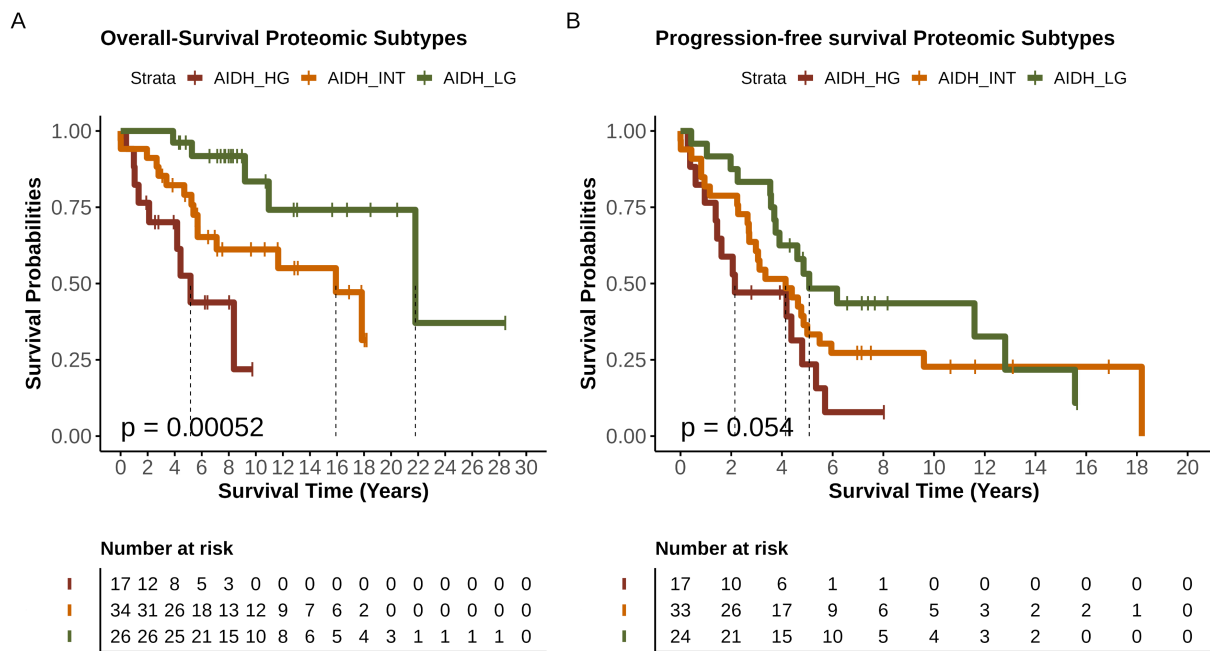 A
Overall-Survival Proteomic Subtypes
Strata AIDH_HG AIDH_INT AIDH_LG
Survival Probabilities
1.00
0.75
0.50
0.25
0.00
p = 0.00052
0 2 4 6 8 10 12 14 16 18 20 22 24 26 28 30
Survival Time (Years)
Number at risk
17 12 8 5 3 0 0 0 0 0 0 0 0 0 0 0
34 31 26 18 13 12 9 7 6 2 0 0 0 0 0 0
26 26 25 21 15 10 8 6 5 4 3 1 1 1 1 0
B
Progression-free survival Proteomic Subtypes
Strata AIDH_HG AIDH_INT AIDH_LG
Survival Probabilities
1.00
0.75
0.50
0.25
0.00
p = 0.054
0 2 4 6 8 10 12 14 16 18 20
Survival Time (Years)
Number at risk
17 10 6 1 1 0 0 0 0 0 0
33 26 17 9 6 5 3 2 2 1 0
24 21 15 10 5 4 3 2 0 0 0